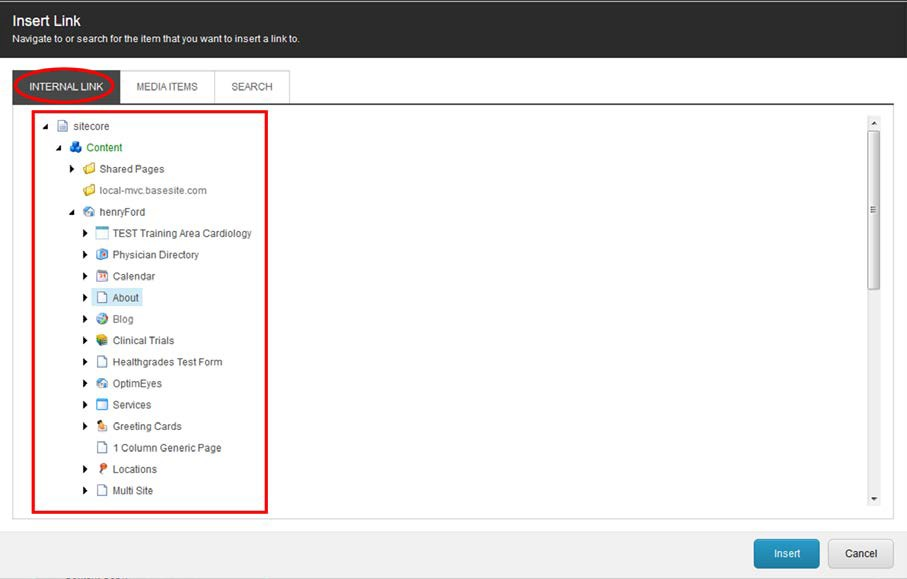 Insert Link
Navigate to or search for the item that you want to insert a link to.
INTERNAL LINK MEDIA ITEMS SEARCH
sitecore
Content
Shared Pages
local-mvc.basesite.com
henryFord
TEST Training Area Cardiology
Physician Directory
Calendar
About
Blog
Clinical Trials
Healthgrades Test Form
OptimEyes
Services
Greeting Cards
1 Column Generic Page
Locations
Multi Site
Insert Cancel